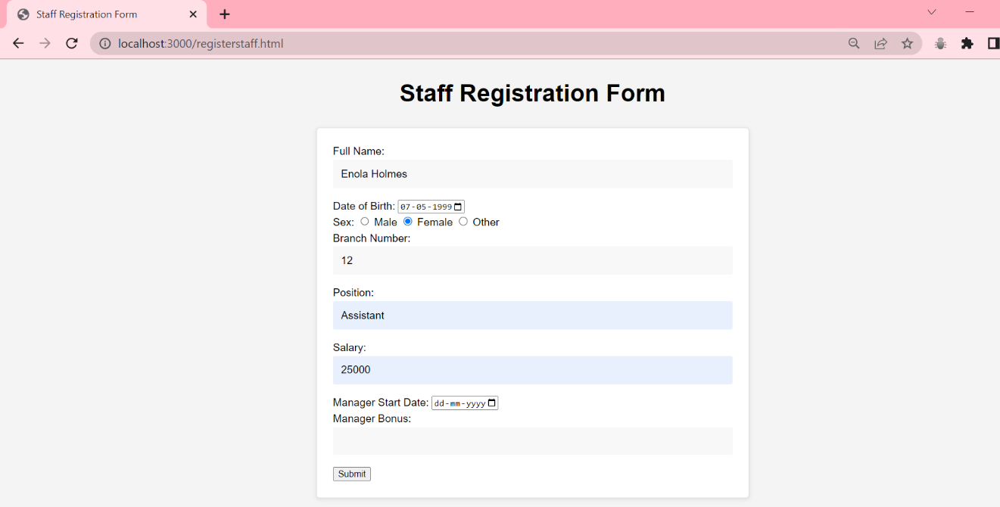 Staff Registration Form
localhost:3000/registerstaff.html
Staff Registration Form
Full Name:
Enola Holmes
Date of Birth: 07-05-1999
Sex: Male Female Other
Branch Number:
12
Position:
Assistant
Salary:
25000
Manager Start Date: dd-mm-yyyy
Manager Bonus:
Submit